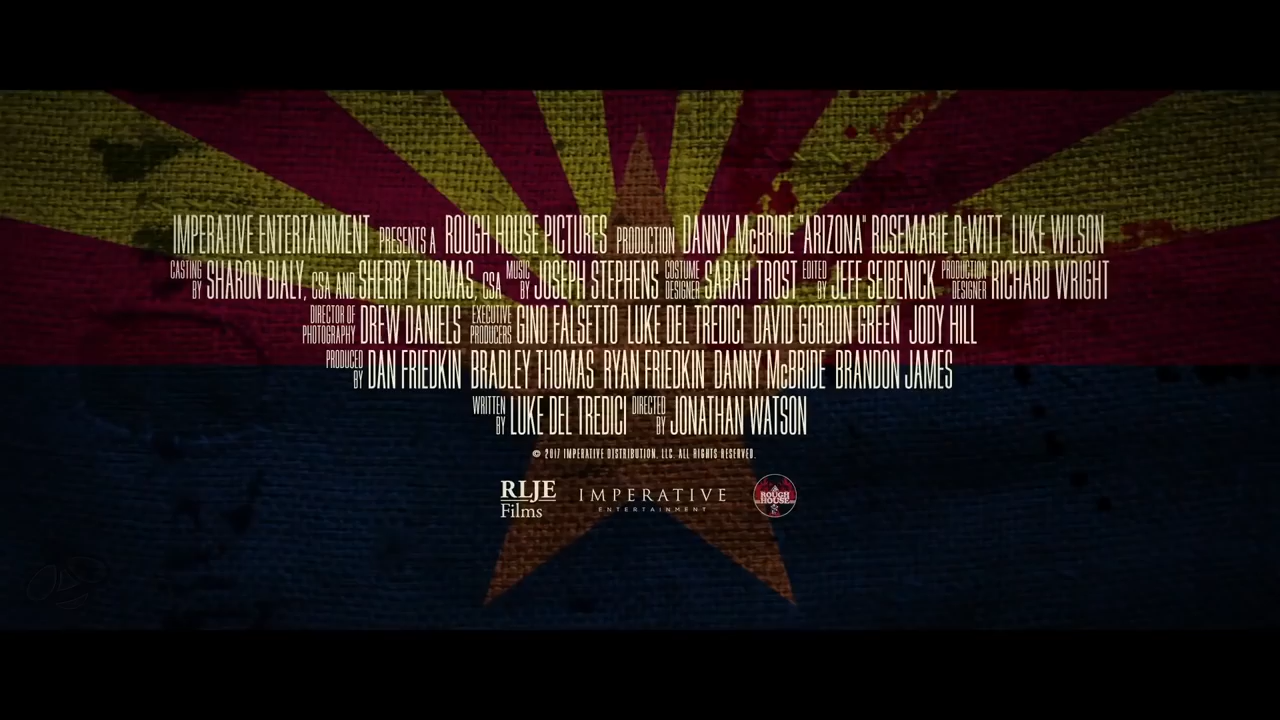 IMPERATIVE ENTERTAINMENT PRESENTS A ROUGH HOUSE PICTURES PRODUCTION DANNY McBRIDE "ARIZONA" ROSEMARIE DeWITT LUKE WILSON
CASTING BY SHARON BIALY, CSA AND SHERRY THOMAS, CSA MUSIC BY JOSEPH STEPHENS COSTUME DESIGNER SARAH TROST EDITED BY JEFF SEIBENICK PRODUCTION DESIGNER RICHARD WRIGHT
DIRECTOR OF PHOTOGRAPHY DREW DANIELS EXECUTIVE PRODUCERS GINO FALSETTO LUKE DEL TREDICI DAVID GORDON GREEN JODY HILL
PRODUCED BY DAN FRIEDKIN BRADLEY THOMAS RYAN FRIEDKIN DANNY McBRIDE BRANDON JAMES
WRITTEN BY LUKE DEL TREDICI DIRECTED BY JONATHAN WATSON
© 2017 IMPERATIVE DISTRIBUTION, LLC. ALL RIGHTS RESERVED.
RLJE Films
IMPERATIVE
ENTERTAINMENT
ROUGH HOUSE